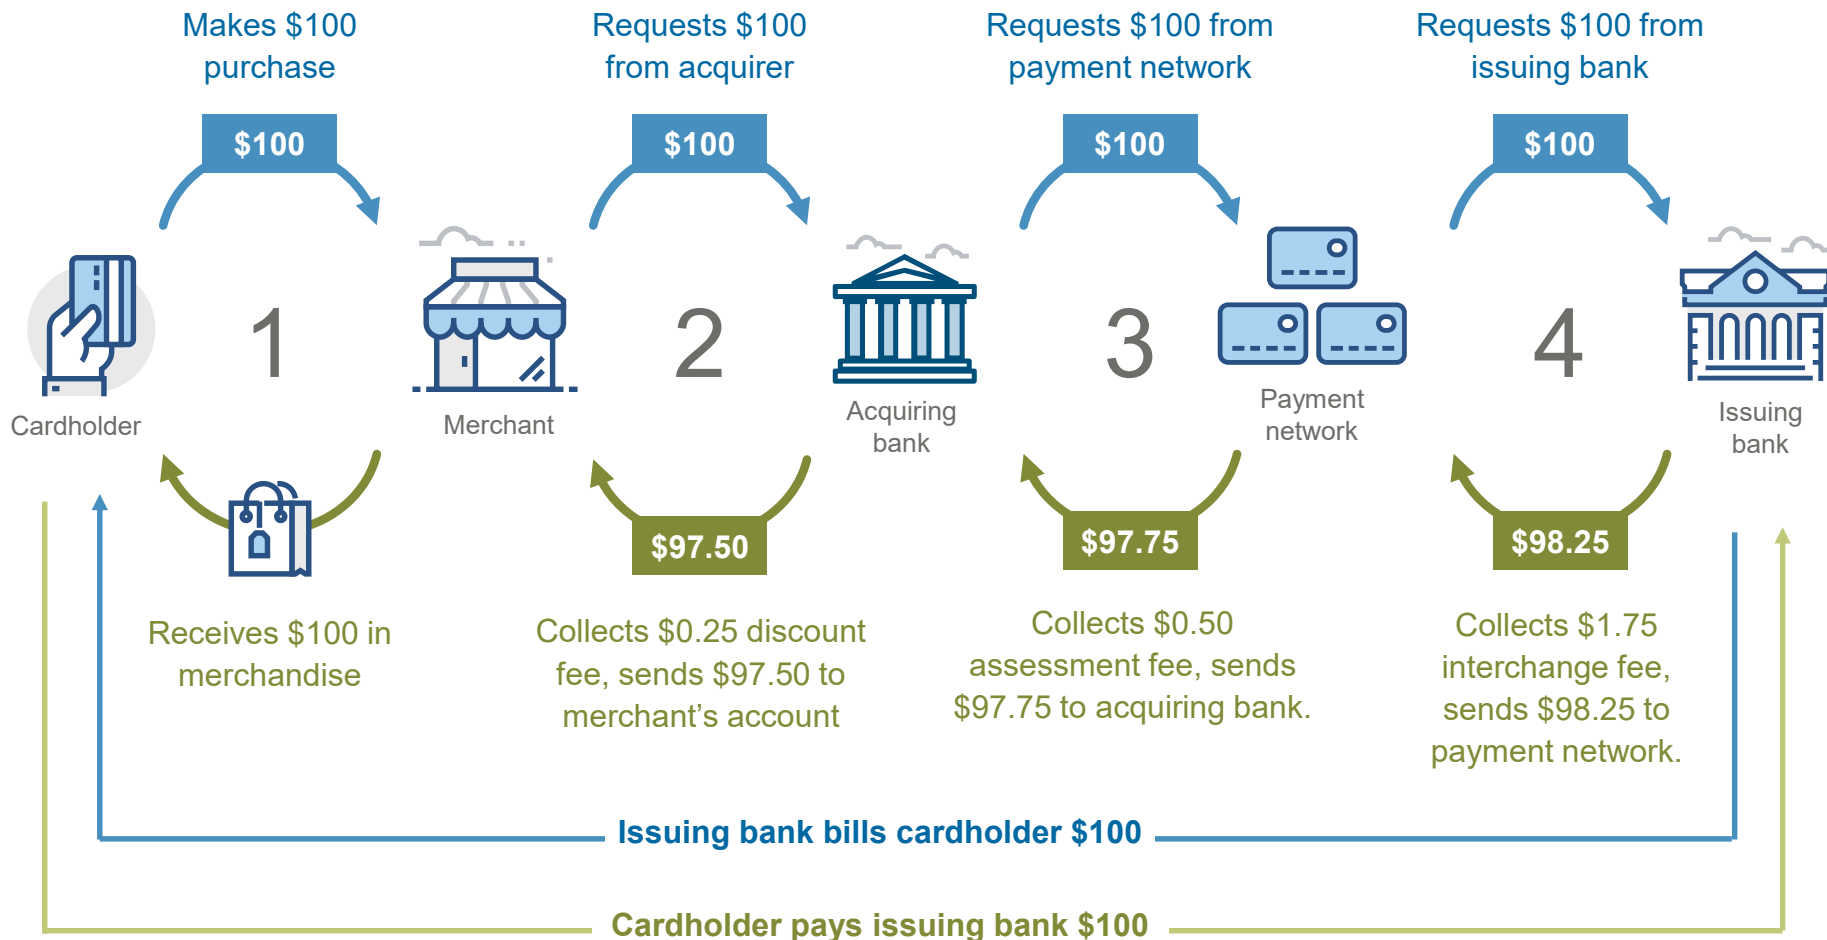 Makes $100
purchase
Requests $100
from acquirer
Requests $100 from
payment network
Requests $100 from
issuing bank
$100
$100
$100
$100
1
2
3
4
Cardholder
Merchant
Acquiring
bank
Payment
network
Issuing
bank
$97.50
$97.75
$98.25
Receives $100 in
merchandise
Collects $0.25 discount
fee, sends $97.50 to
merchant’s account
Collects $0.50
assessment fee, sends
$97.75 to acquiring bank.
Collects $1.75
interchange fee,
sends $98.25 to
payment network.
Issuing bank bills cardholder $100
Cardholder pays issuing bank $100